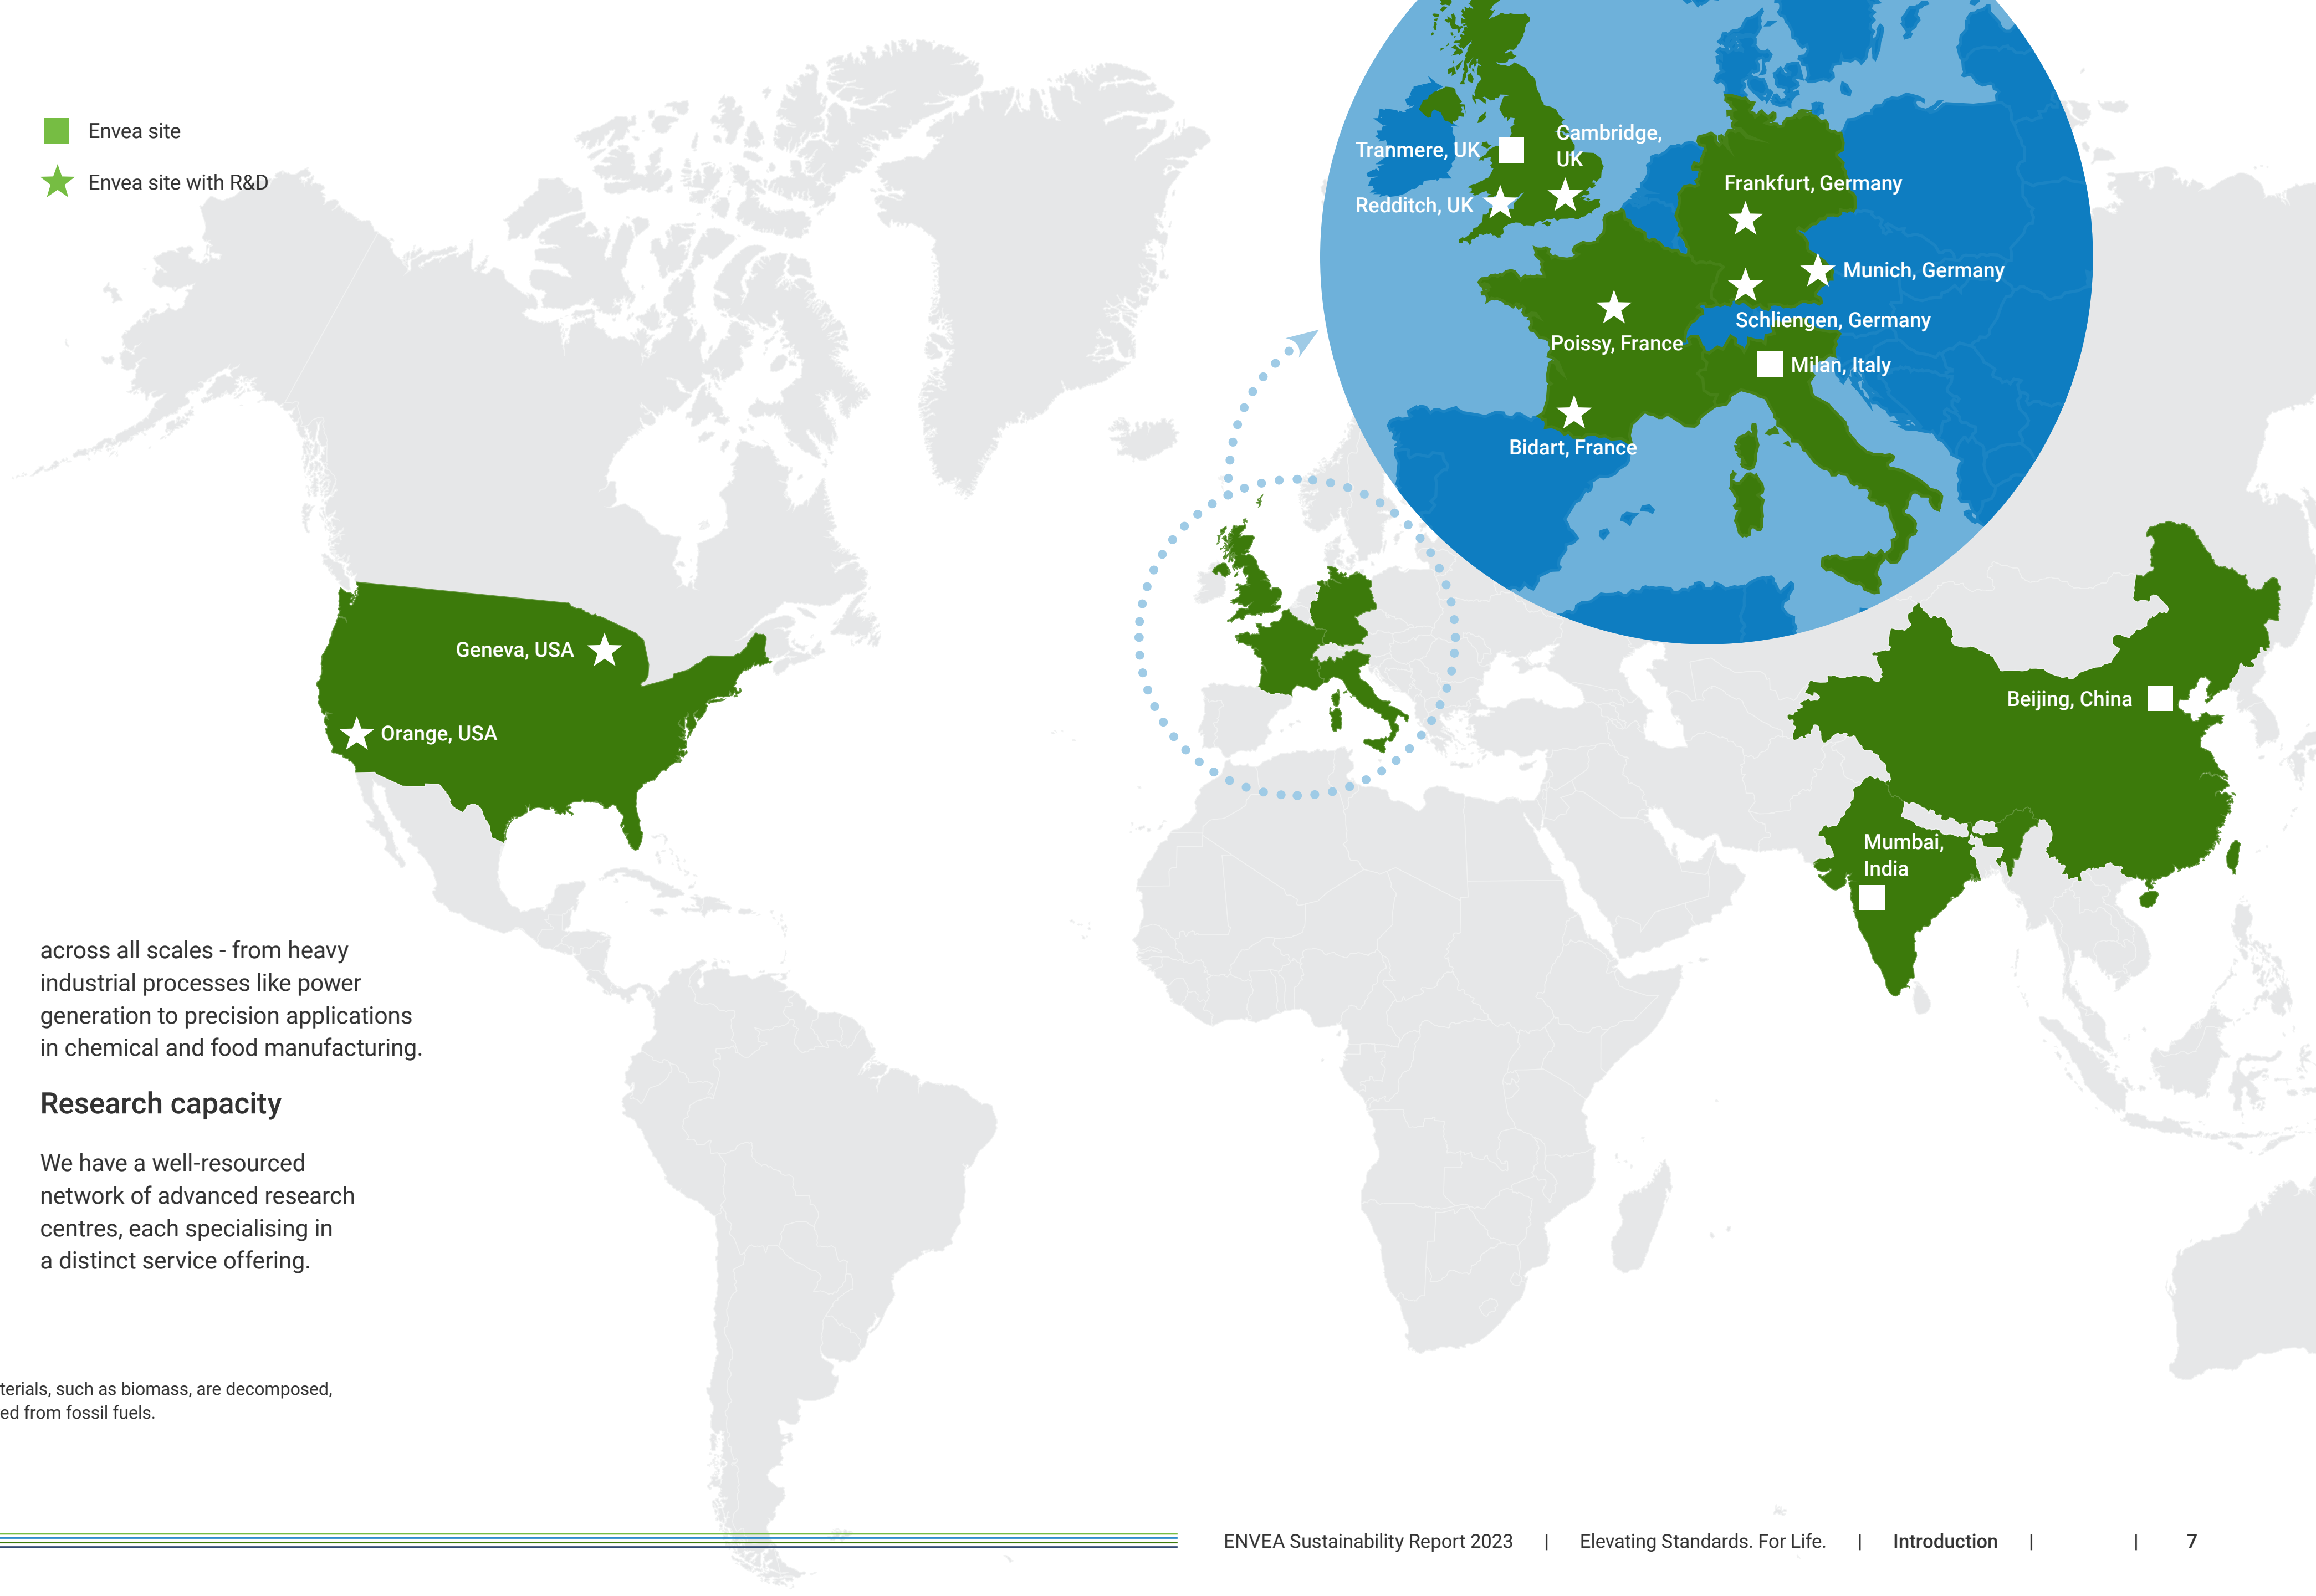 Envea site
Envea site with R&D
Tranmere, UK
Cambridge,
UK
Redditch, UK
Frankfurt, Germany
Munich, Germany
Schliengen, Germany
Poissy, France
Milan, Italy
Bidart, France
Geneva, USA
Orange, USA
Beijing, China
Mumbai,
India
across all scales - from heavy
industrial processes like power
generation to precision applications
in chemical and food manufacturing.
Research capacity
We have a well-resourced
network of advanced research
centres, each specialising in
a distinct service offering.
terials, such as biomass, are decomposed,
ed from fossil fuels.
ENVEA Sustainability Report 2023 | Elevating Standards. For Life. | Introduction | | 7